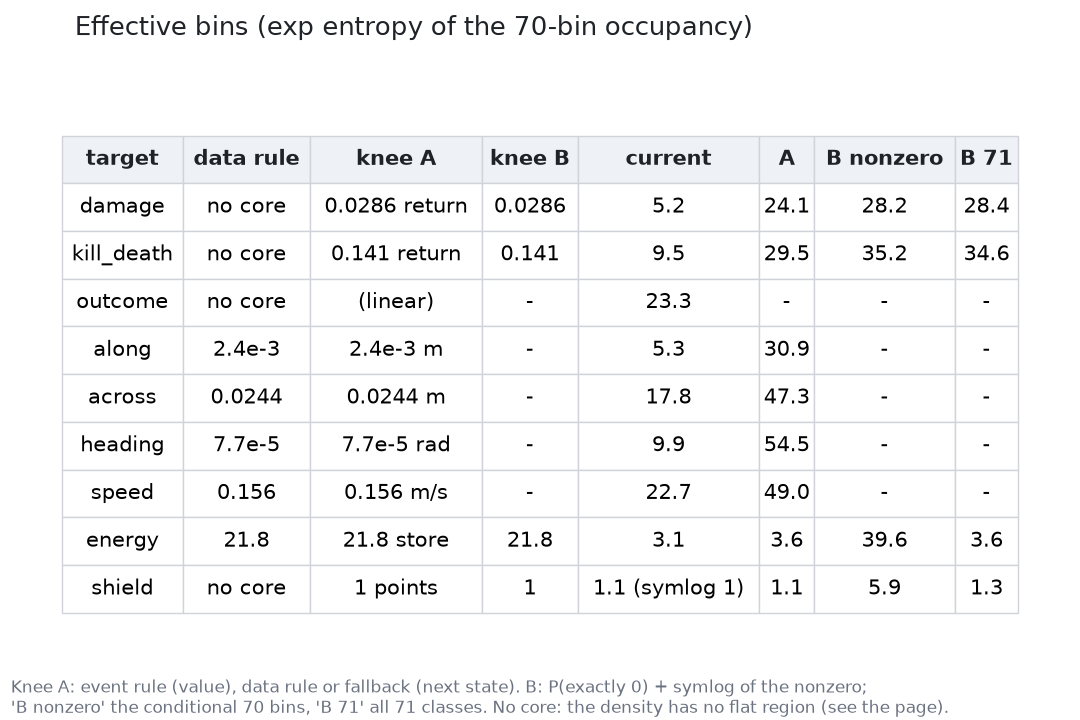 Effective bins (exp entropy of the 70-bin occupancy)
target data rule knee A knee B current A B nonzero B 71
damage no core 0.0286 return 0.0286 5.2 24.1 28.2 28.4
kill_death no core 0.141 return 0.141 9.5 29.5 35.2 34.6
outcome no core (linear) - 23.3 - - -
along 2.4e-3 2.4e-3 m - 5.3 30.9 - -
across 0.0244 0.0244 m - 17.8 47.3 - -
heading 7.7e-5 7.7e-5 rad - 9.9 54.5 - -
speed 0.156 0.156 m/s - 22.7 49.0 - -
energy 21.8 21.8 store 21.8 3.1 3.6 39.6 3.6
shield no core 1 points 1 1.1 (symlog 1) 1.1 5.9 1.3
Knee A: event rule (value), data rule or fallback (next state). B: P(exactly 0) + symlog of the nonzero;
'B nonzero' the conditional 70 bins, 'B 71' all 71 classes. No core: the density has no flat region (see the page).